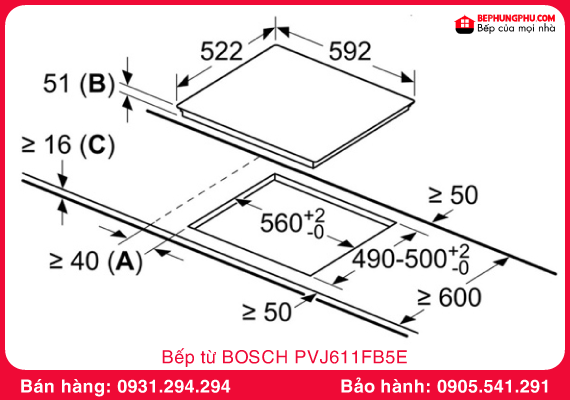 BEPHUNGPHU.COM
Bếp của mọi nhà
522
592
51 (B)
≥ 16 (C)
≥ 50
560+2-0
490-500+2-0
≥ 40 (A)
≥ 600
≥ 50
Bếp từ BOSCH PVJ611FB5E
Bán hàng: 0931.294.294
Bảo hành: 0905.541.291